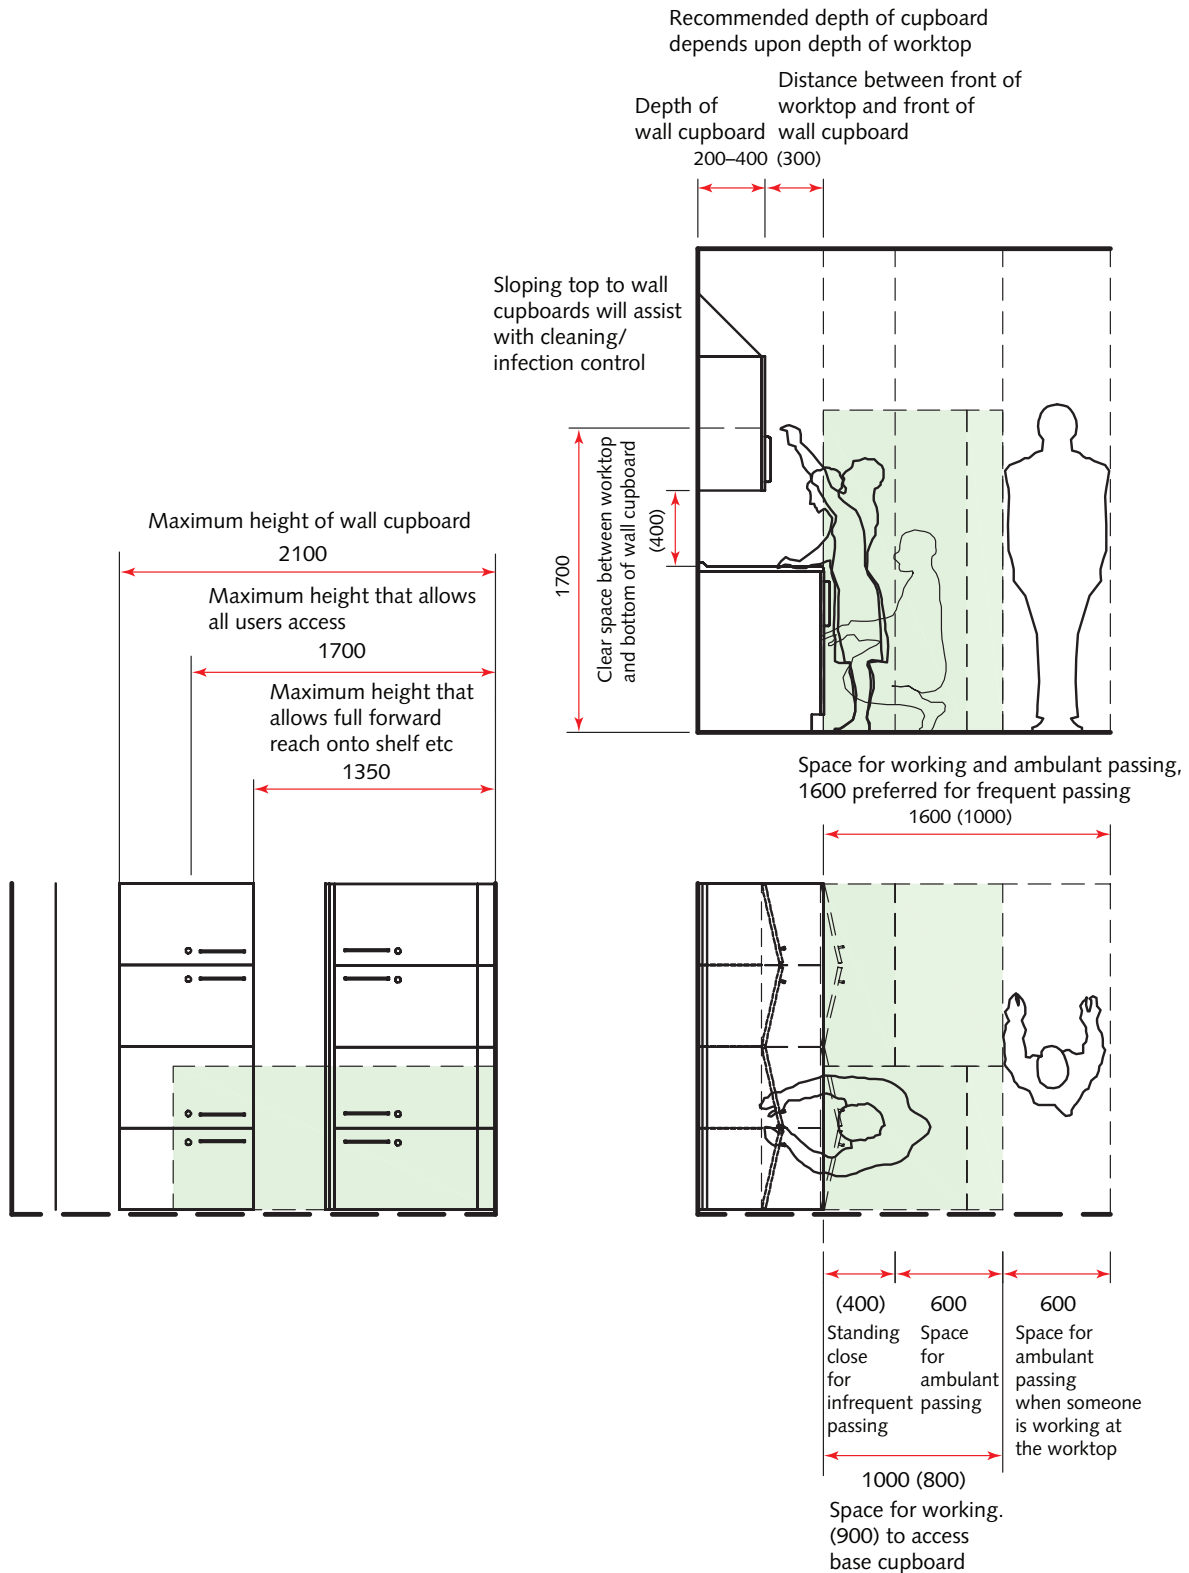 Recommended depth of cupboard
depends upon depth of worktop
Distance between front of
worktop and front of
wall cupboard
(300)
Depth of
wall cupboard
200–400
Sloping top to wall
cupboards will assist
with cleaning/
infection control
1700
Clear space between worktop
and bottom of wall cupboard
(400)
Maximum height of wall cupboard
2100
Maximum height that allows
all users access
1700
Maximum height that
allows full forward
reach onto shelf etc
1350
Space for working and ambulant passing,
1600 preferred for frequent passing
1600 (1000)
(400)
Standing
close
for
infrequent
passing
600
Space
for
ambulant
passing
600
Space for
ambulant
passing
when someone
is working at
the worktop
1000 (800)
Space for working.
(900) to access
base cupboard